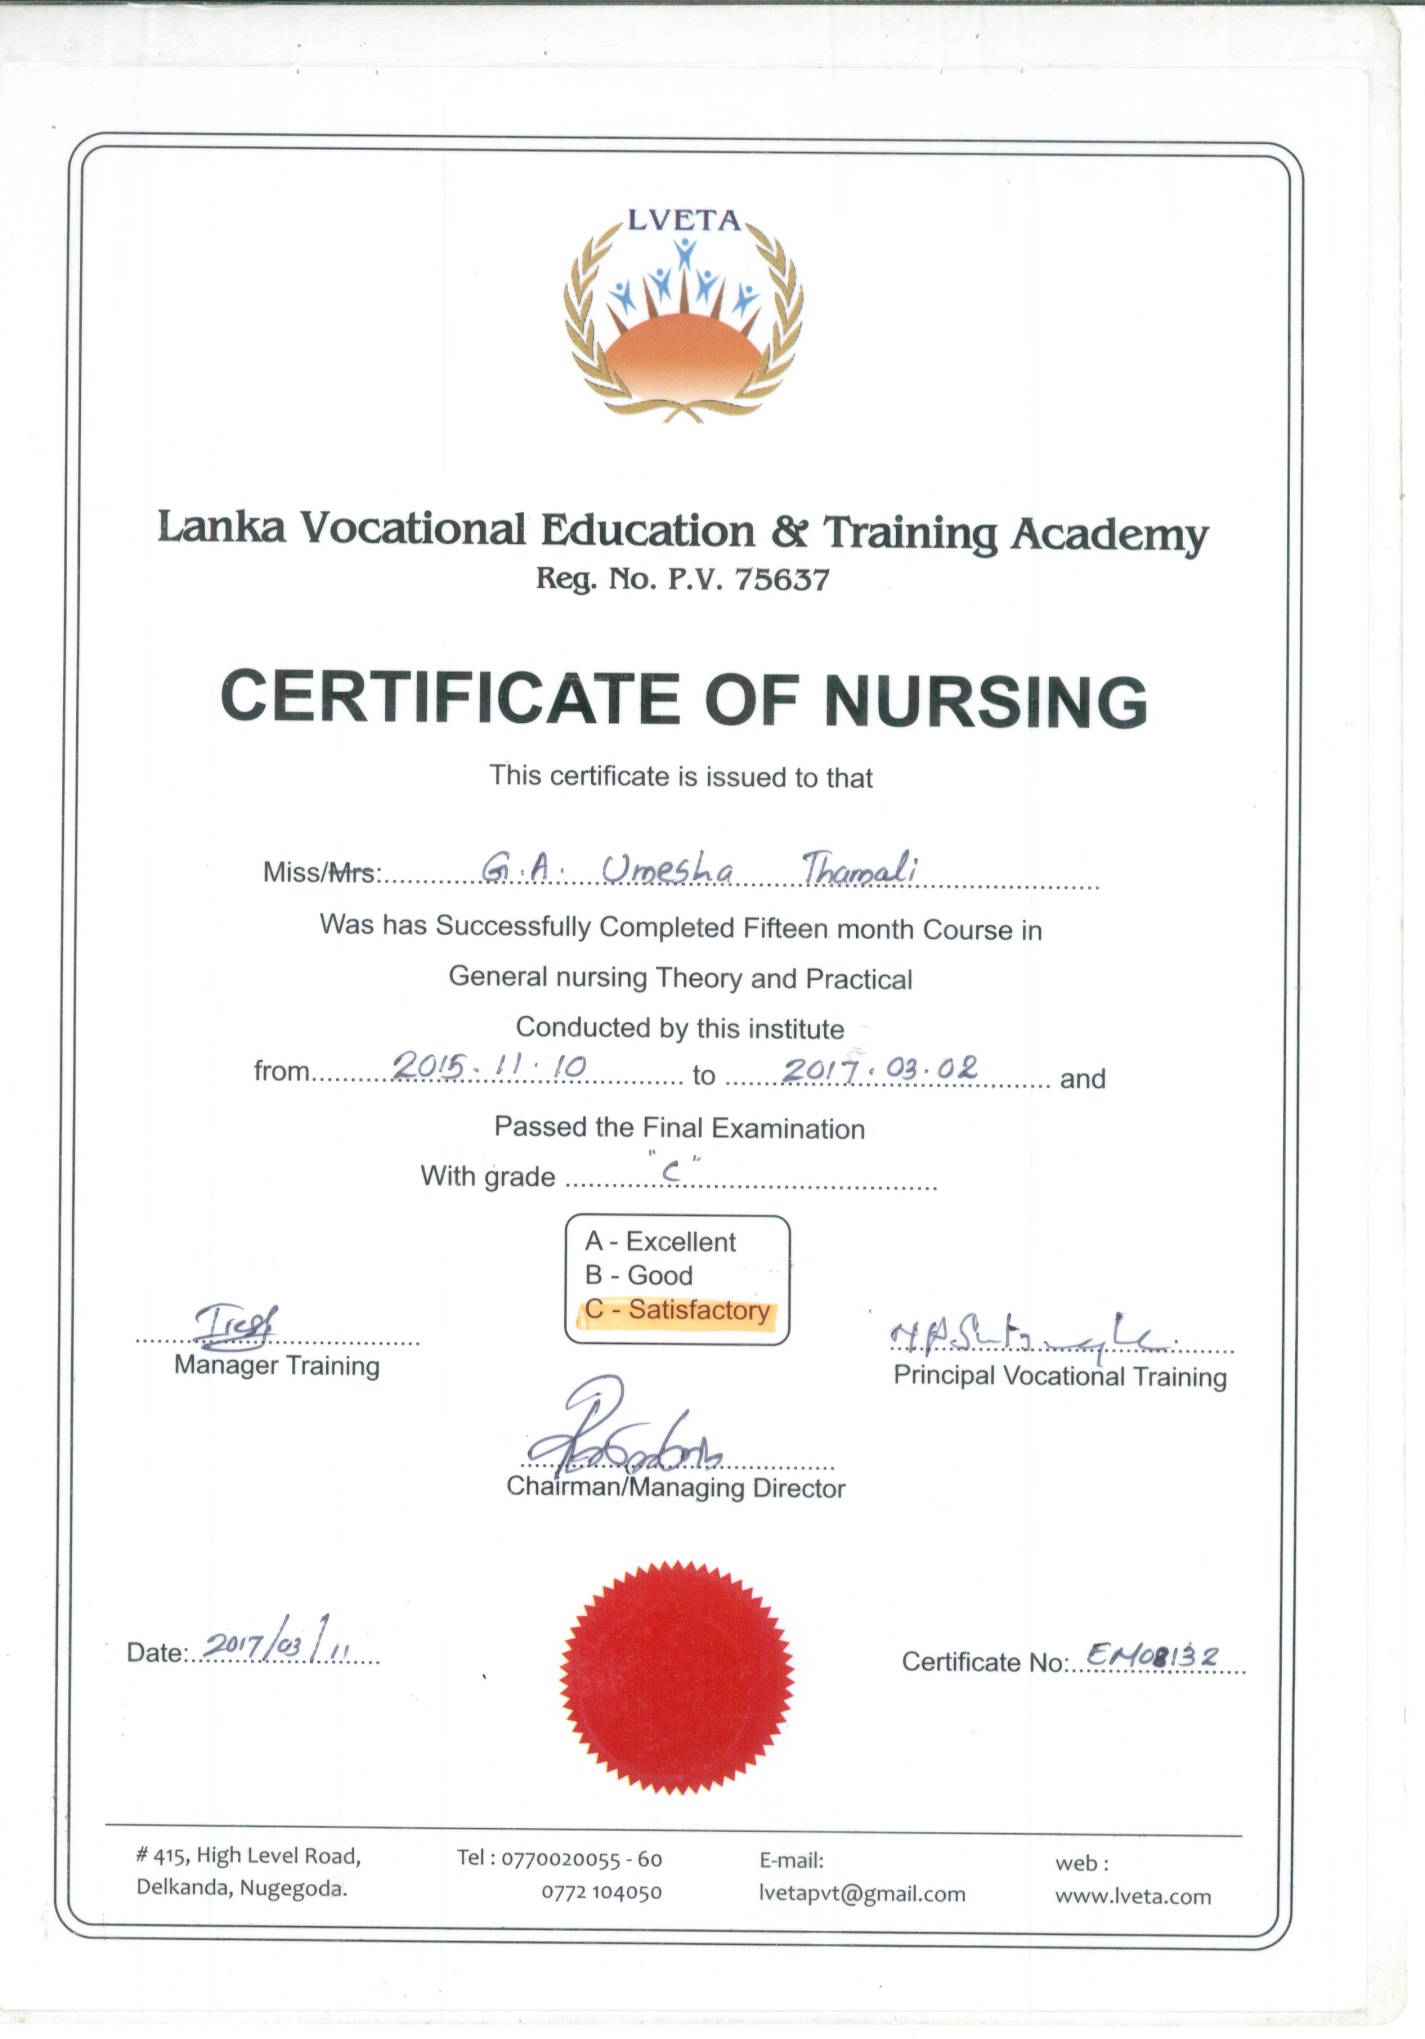 LVETA
Lanka Vocational Education & Training Academy
Reg. No. P.V. 75637
CERTIFICATE OF NURSING
This certificate is issued to that
Miss/Mrs: G.A. Umesha Thamali
Was has Successfully Completed Fifteen month Course in
General nursing Theory and Practical
Conducted by this institute
from 2015.11.10 to 2017.03.02 and
Passed the Final Examination
With grade "C"
A - Excellent
B - Good
C - Satisfactory
Manager Training
Principal Vocational Training
Chairman/Managing Director
Date: 2017/03/11
Certificate No: EM08132
# 415, High Level Road,
Delkanda, Nugegoda.
Tel : 0770020055 - 60
0772 104050
E-mail:
lvetapvt@gmail.com
web :
www.lveta.com